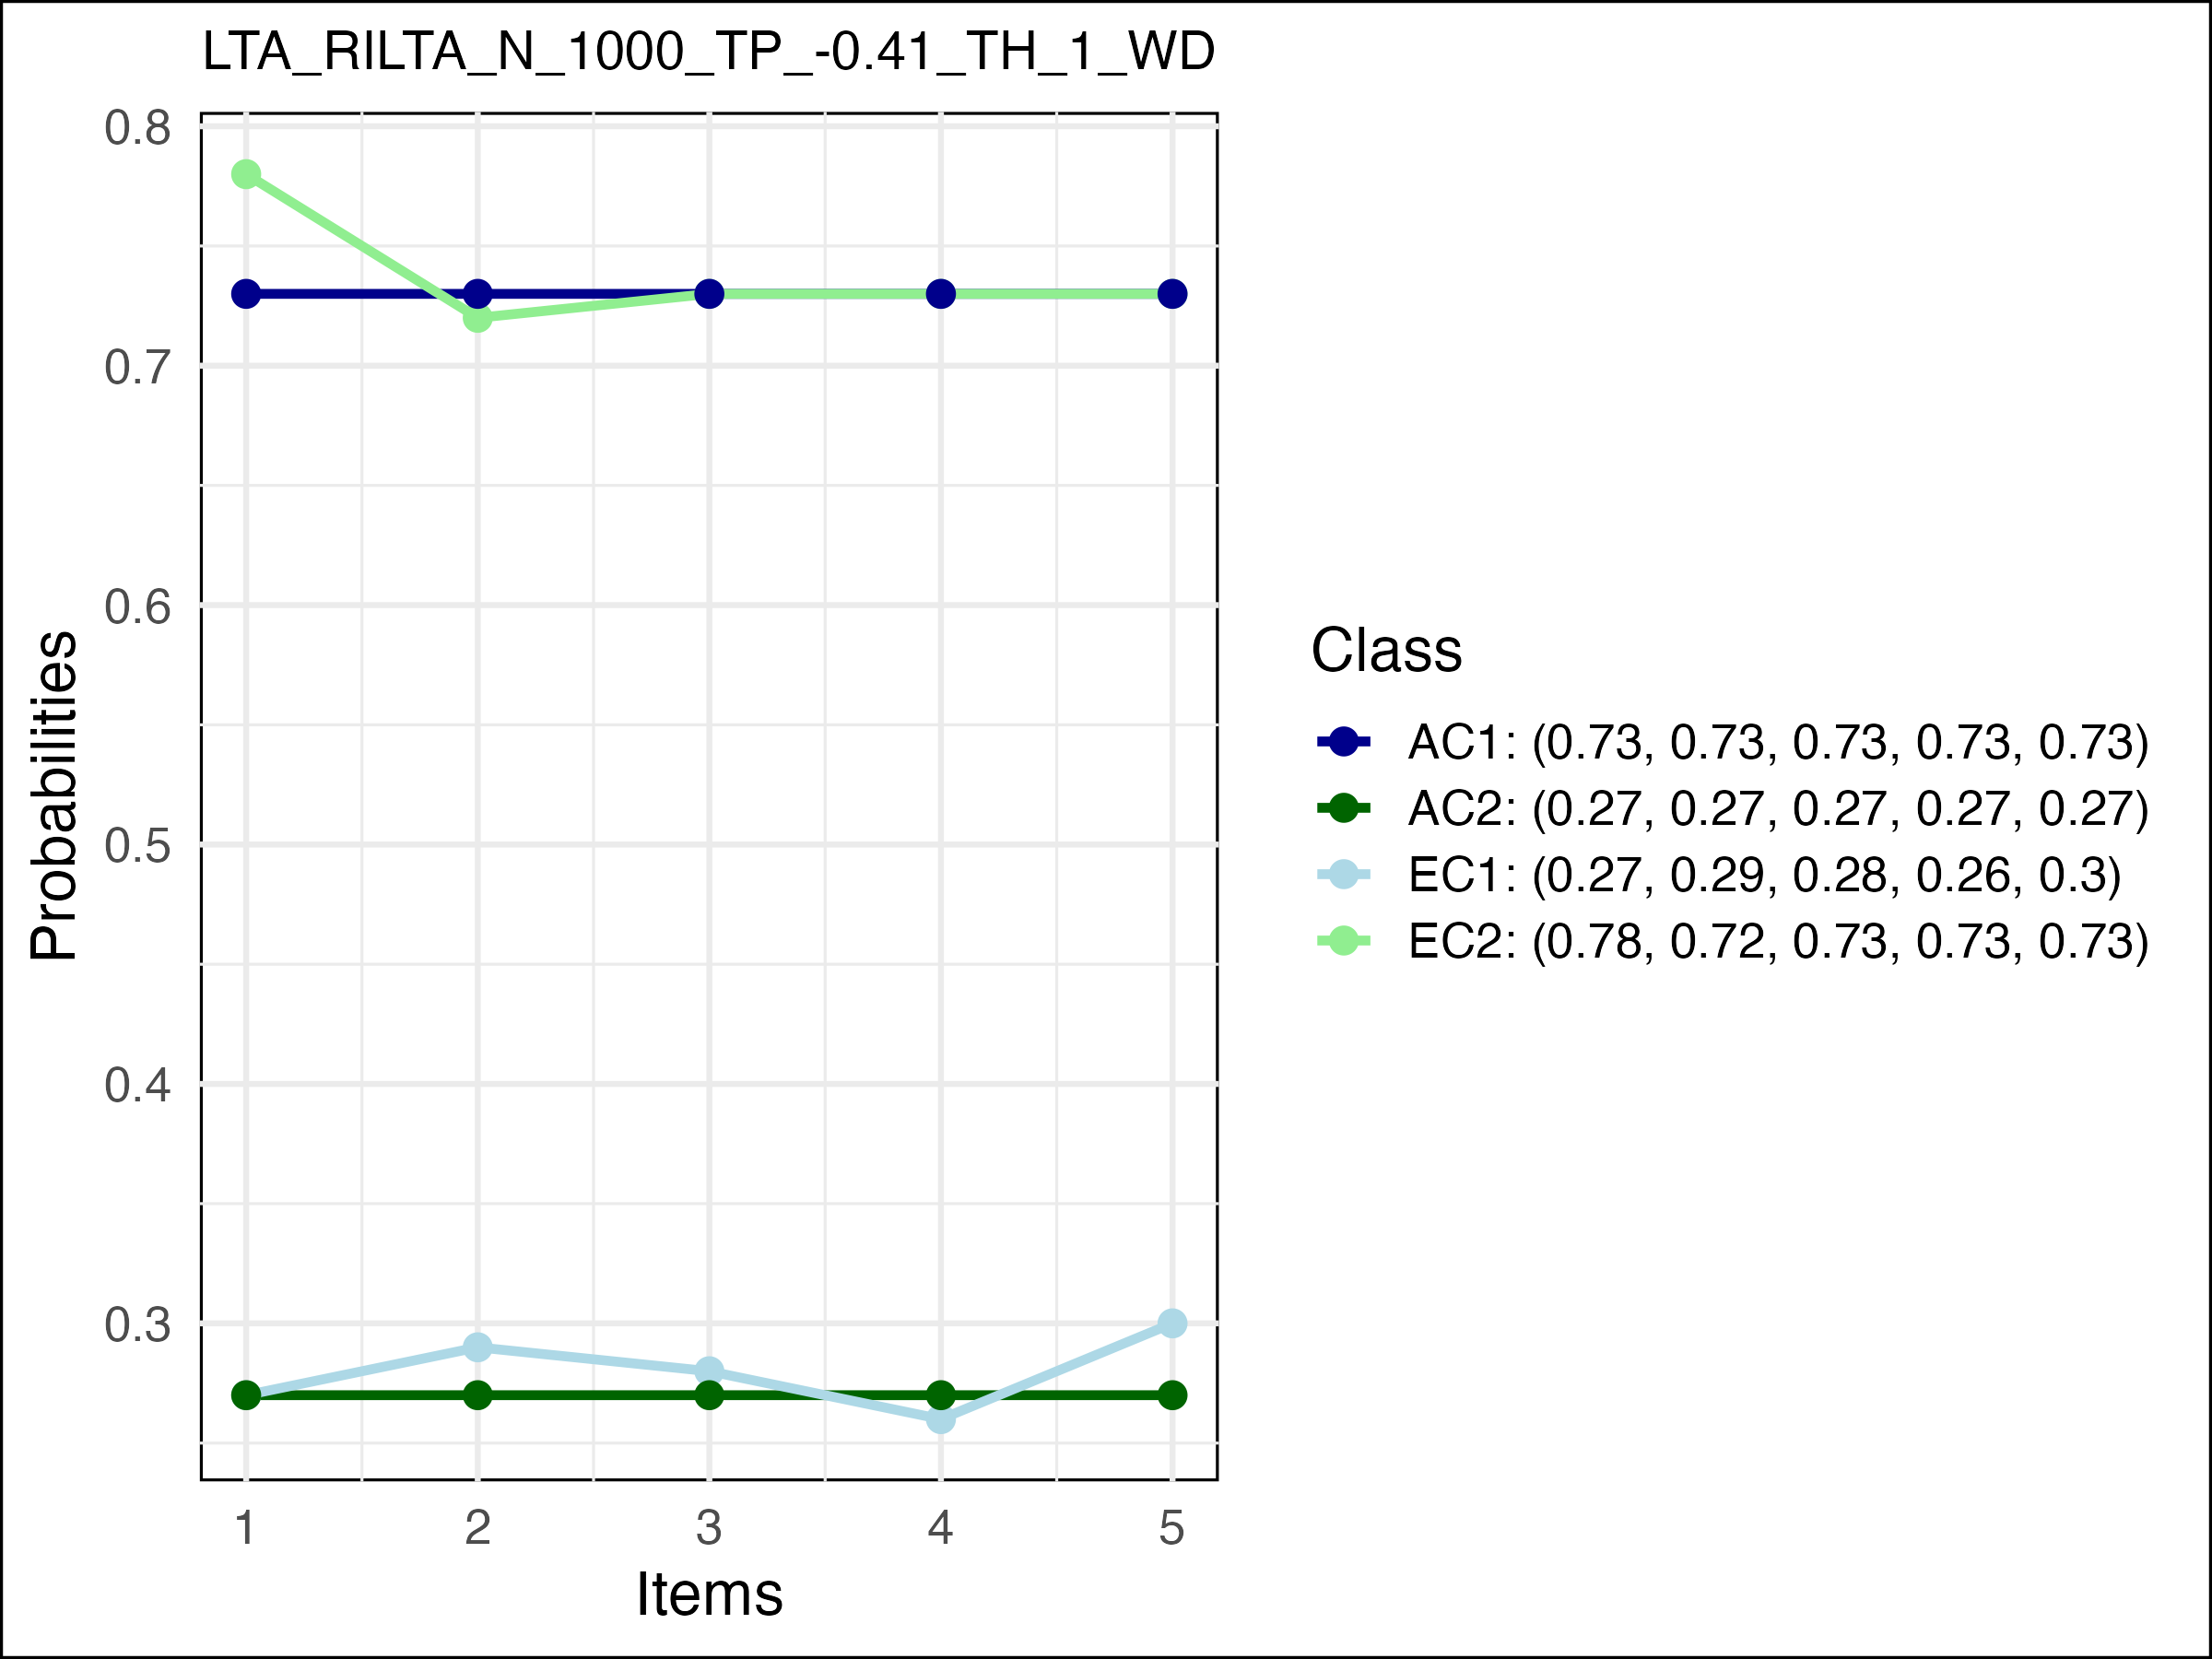 LTA_RILTA_N_1000_TP_-0.41_TH_1_WD
0.8
0.7
0.6
0.5
0.4
0.3
Probabilities
1 2 3 4 5
Items
Class
AC1: (0.73, 0.73, 0.73, 0.73, 0.73)
AC2: (0.27, 0.27, 0.27, 0.27, 0.27)
EC1: (0.27, 0.29, 0.28, 0.26, 0.3)
EC2: (0.78, 0.72, 0.73, 0.73, 0.73)